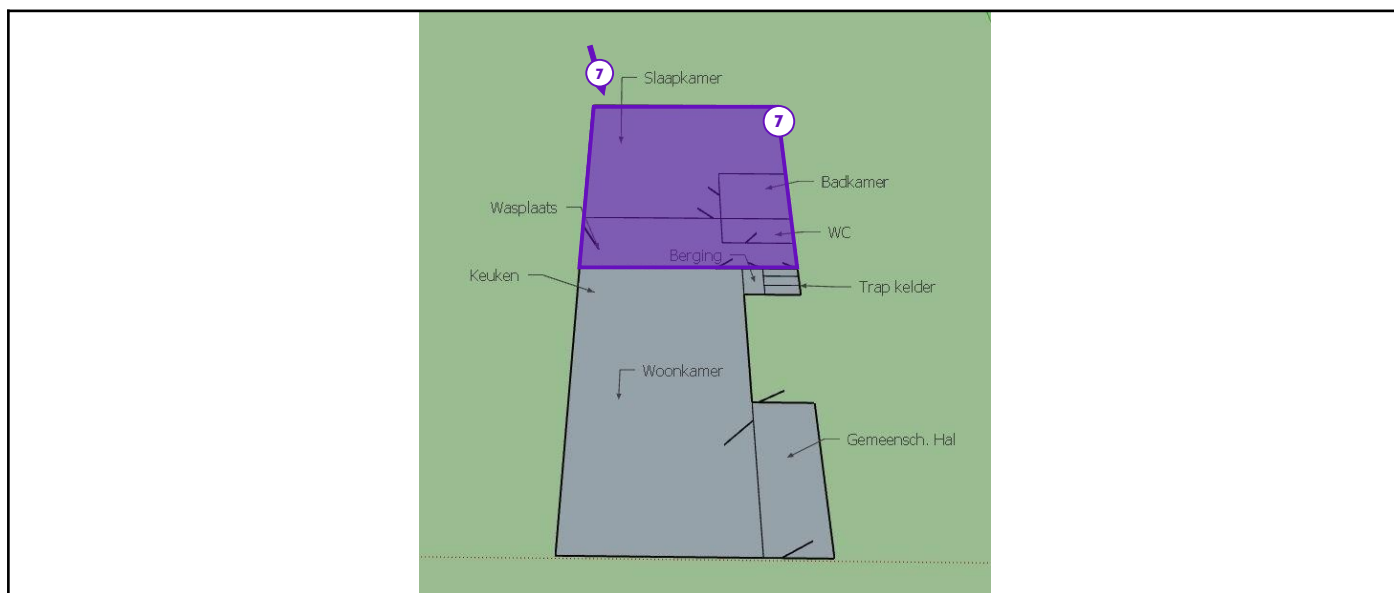 7
Slaapkamer
7
Badkamer
Wasplaats
WC
Berging
Keuken
Trap kelder
Woonkamer
Gemeensch. Hal